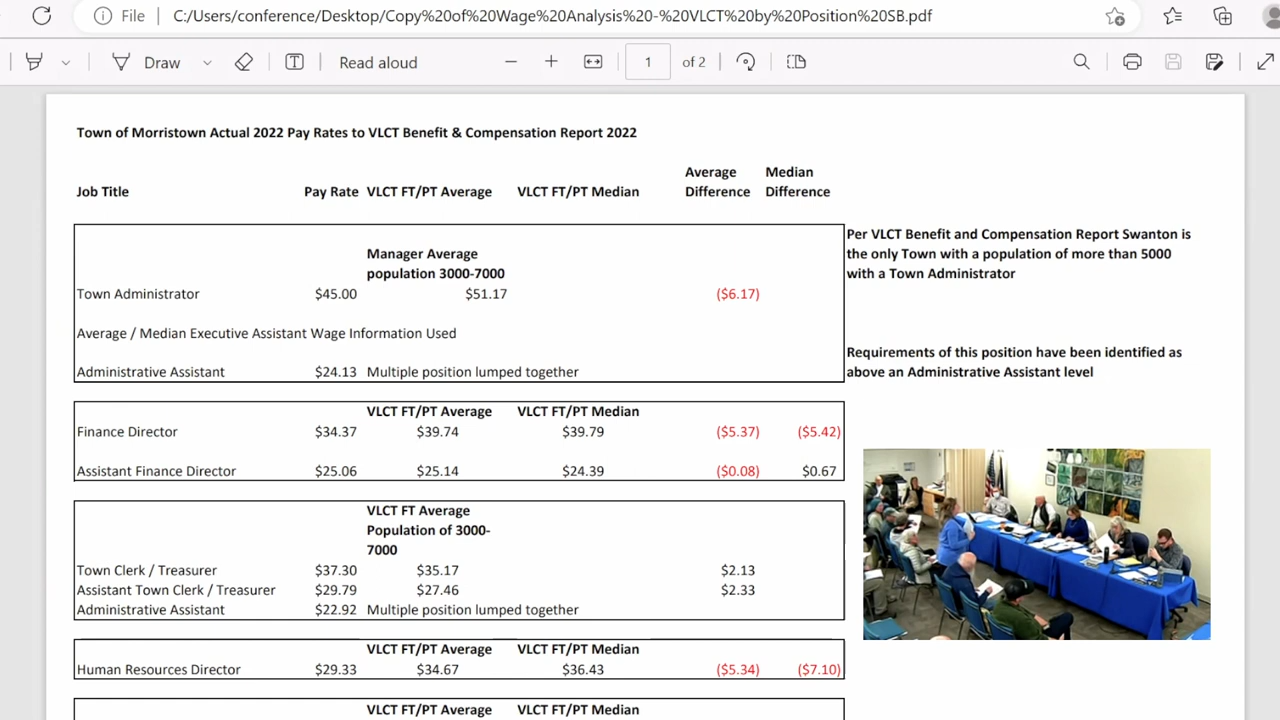 File C:/Users/conference/Desktop/Copy%20of%20Wage%20Analysis%20-%20VLCT%20by%20Position%20SB.pdf
Draw Read aloud 1 of 2
Town of Morristown Actual 2022 Pay Rates to VLCT Benefit & Compensation Report 2022
Average Median
Job Title Pay Rate VLCT FT/PT Average VLCT FT/PT Median Difference Difference
Per VLCT Benefit and Compensation Report Swanton is
Manager Average the only Town with a population of more than 5000
population 3000-7000 with a Town Administrator
Town Administrator $45.00 $51.17 ($6.17)
Average / Median Executive Assistant Wage Information Used
Requirements of this position have been identified as
Administrative Assistant $24.13 Multiple position lumped together above an Administrative Assistant level
VLCT FT/PT Average VLCT FT/PT Median
Finance Director $34.37 $39.74 $39.79 ($5.37) ($5.42)
Assistant Finance Director $25.06 $25.14 $24.39 ($0.08) $0.67
VLCT FT Average
Population of 3000-
7000
Town Clerk / Treasurer $37.30 $35.17 $2.13
Assistant Town Clerk / Treasurer $29.79 $27.46 $2.33
Administrative Assistant $22.92 Multiple position lumped together
VLCT FT/PT Average VLCT FT/PT Median
Human Resources Director $29.33 $34.67 $36.43 ($5.34) ($7.10)
VLCT FT/PT Average VLCT FT/PT Median